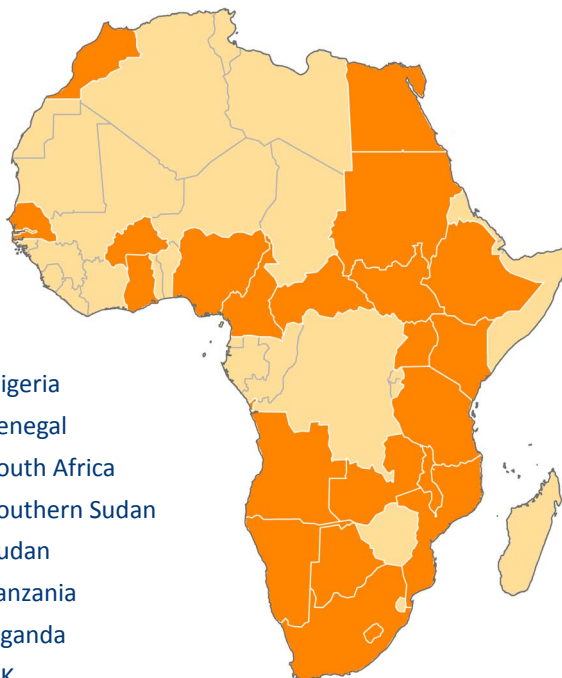 igeria
enegal
outh Africa
outhern Sudan
udan
anzania
ganda
K